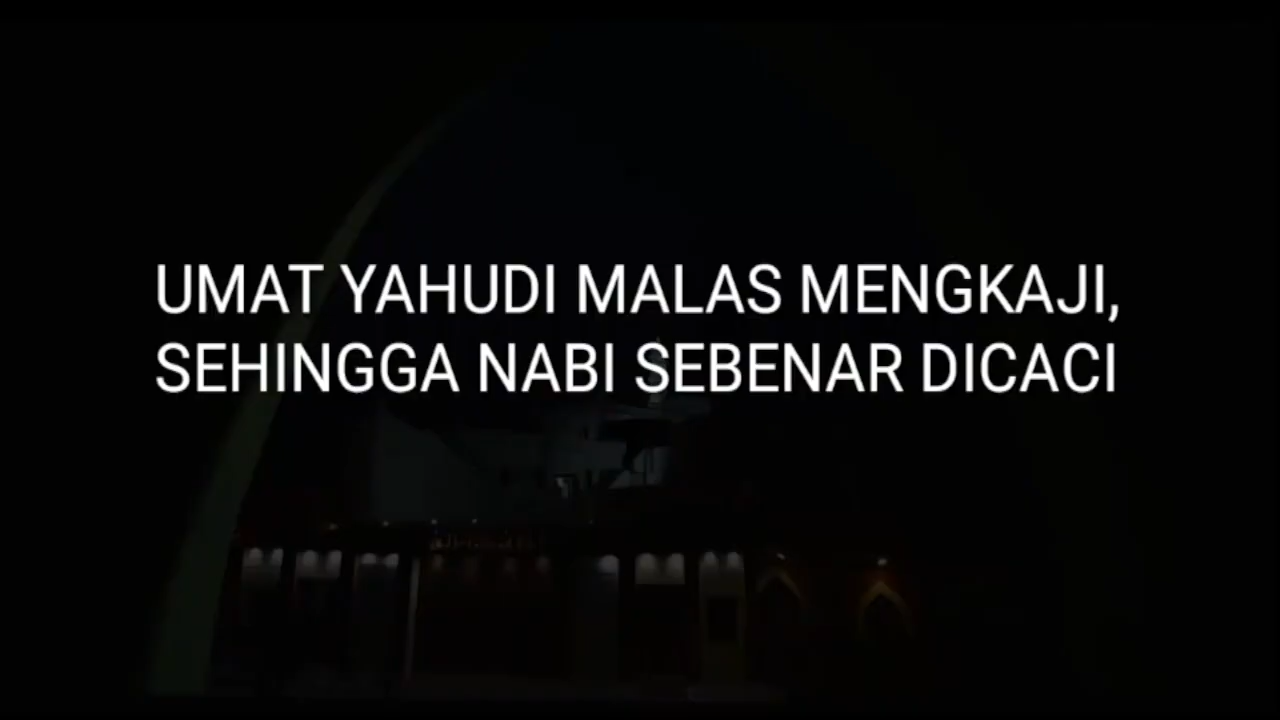 UMAT YAHUDI MALAS MENGKAJI,
SEHINGGA NABI SEBENAR DICACI